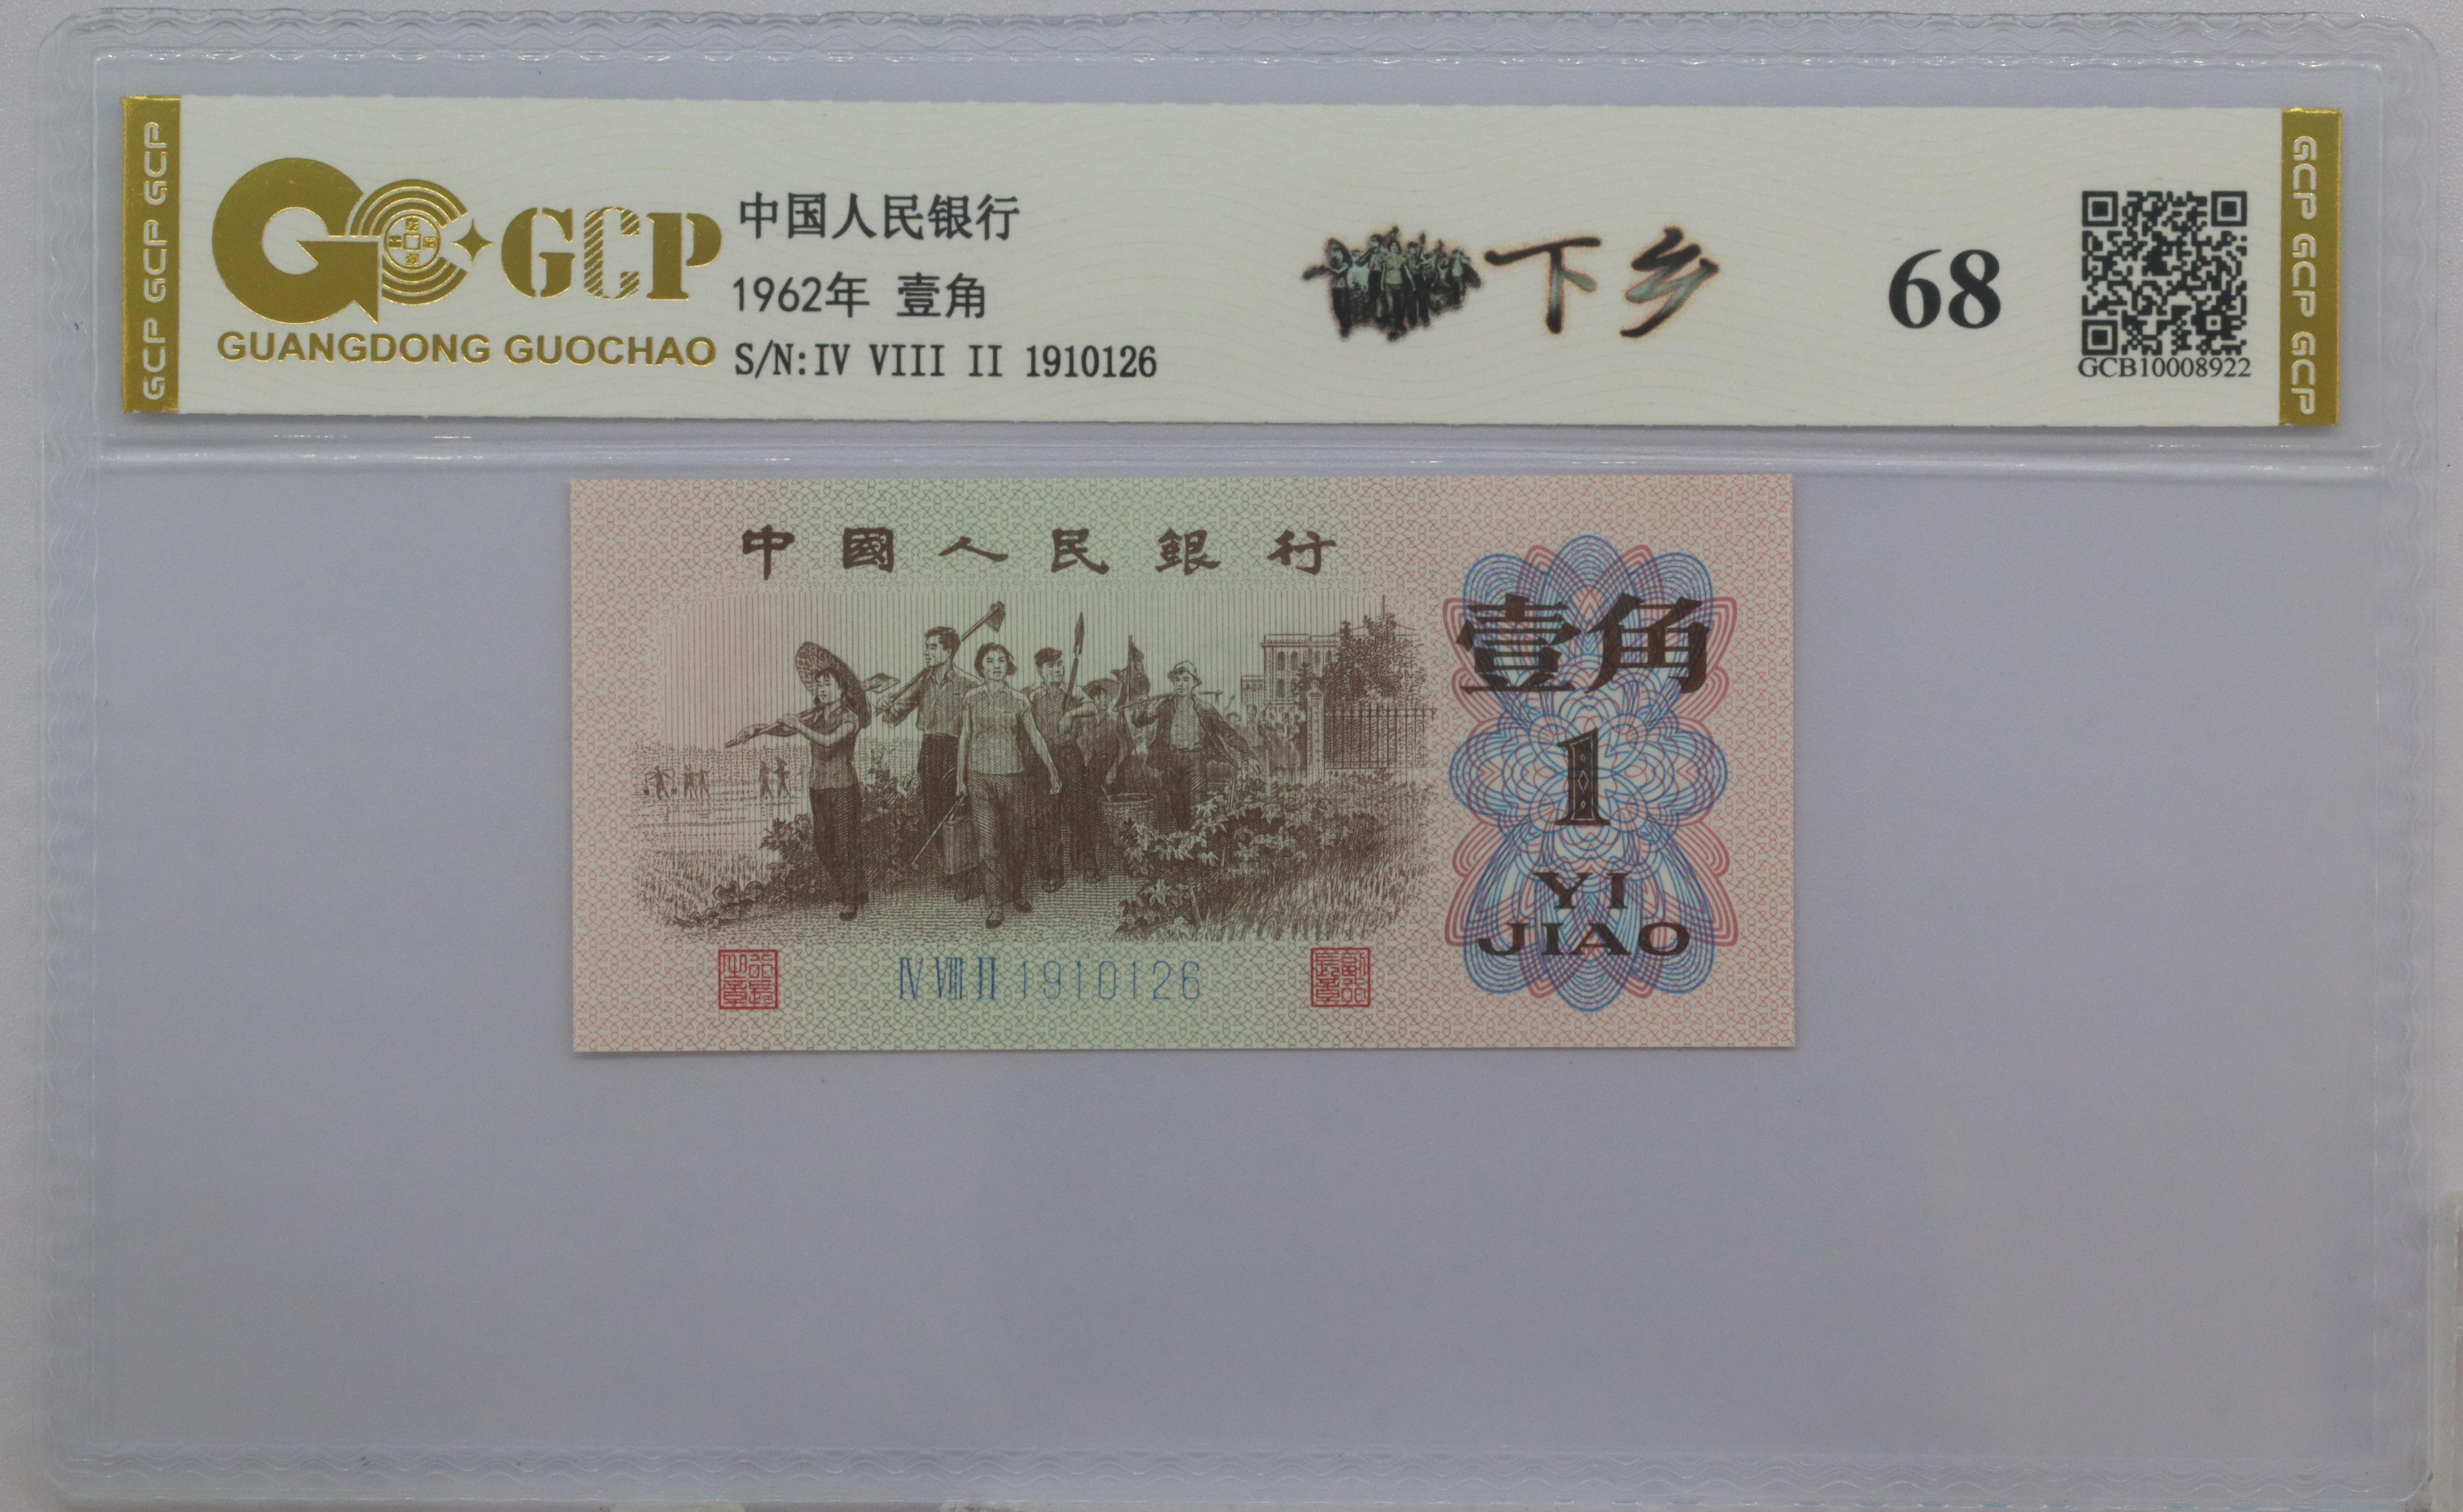 GCP GCP GCP
GCP
GUANGDONG GUOCHAO
中国人民银行
1962年 壹角
S/N:IV VIII II 1910126
下乡
68
GCB10008922
GCP GCP GCP
中國人民銀行
壹角
1
YI
JIAO
IV VIII II 1910126